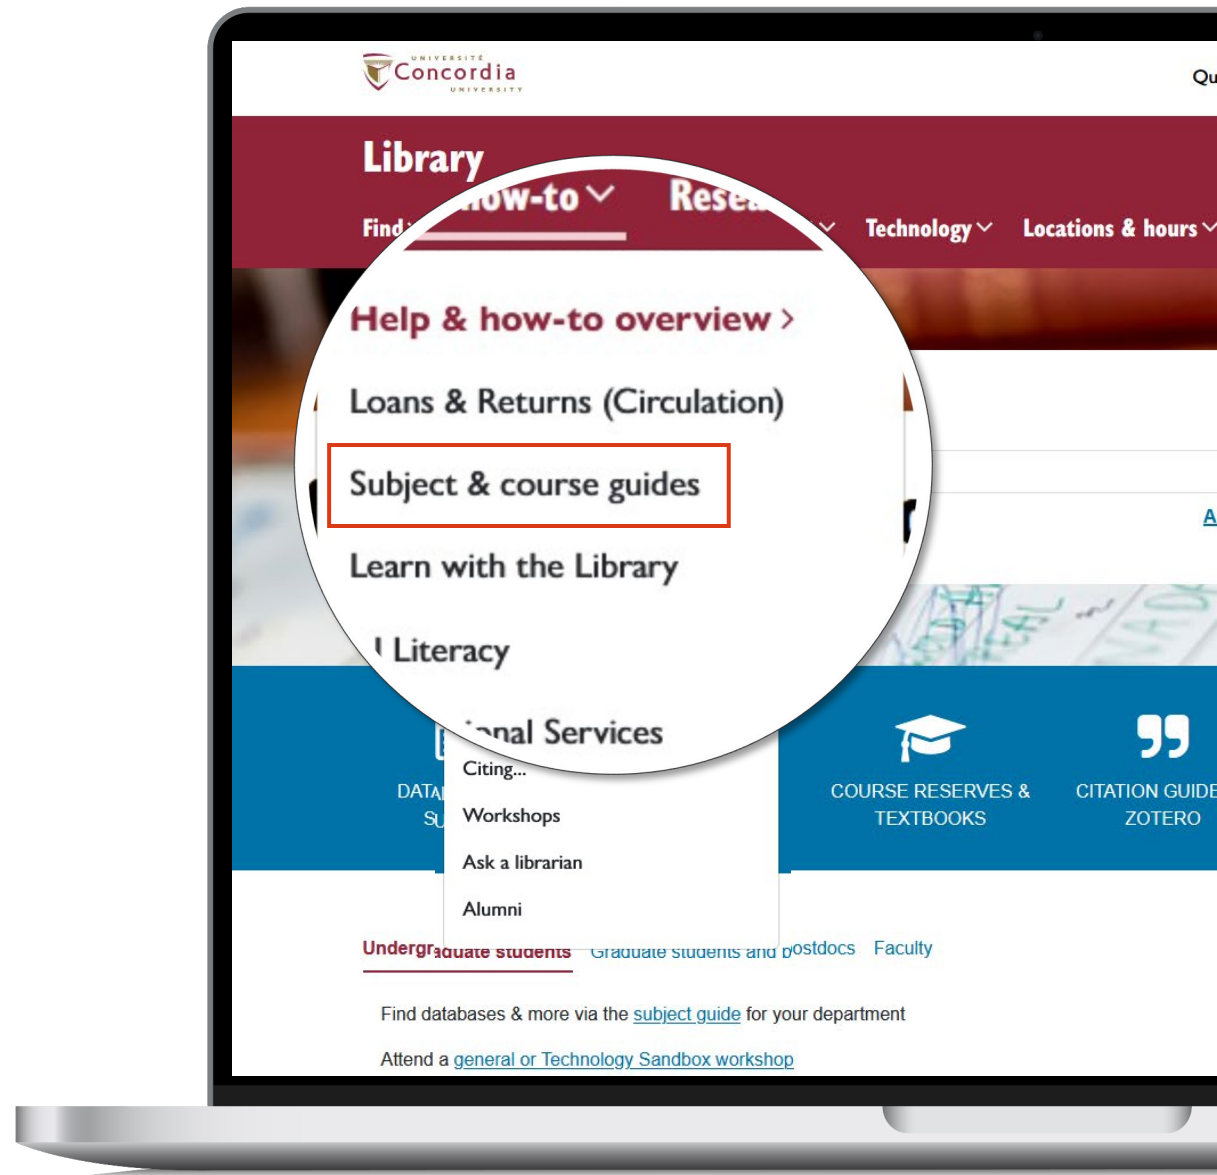 UNIVERSITÉ
Concordia
UNIVERSITY
Library
how-to
Find
Technology
Locations & hours
Help & how-to overview >
Loans & Returns (Circulation)
Subject & course guides
Learn with the Library
Literacy
Services
Citing...
Workshops
Ask a librarian
Alumni
COURSE RESERVES &
TEXTBOOKS
CITATION GUIDE
ZOTERO
Undergraduate students Graduate students and postdocs Faculty
Find databases & more via the subject guide for your department
Attend a general or Technology Sandbox workshop